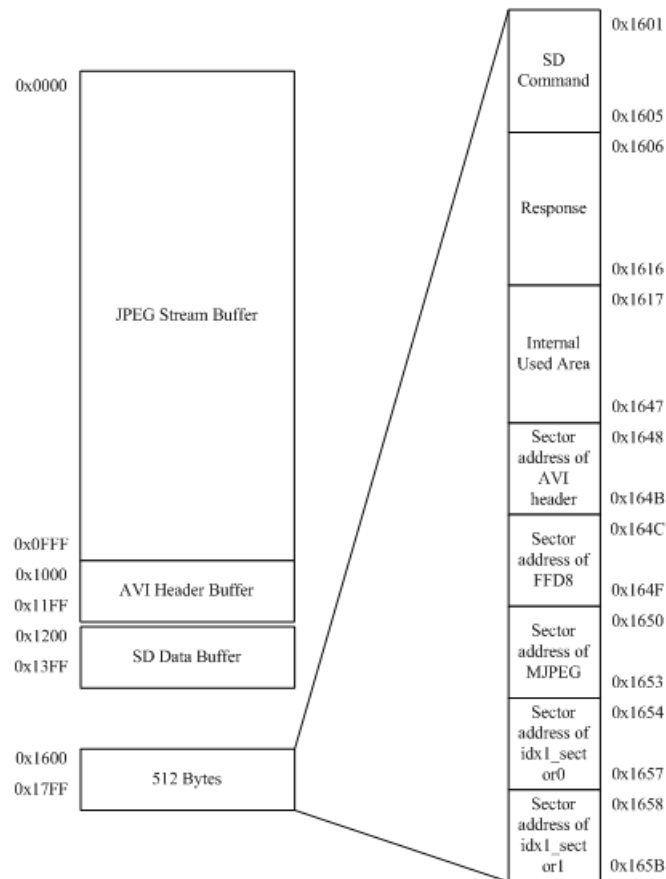 0x0000
JPEG Stream Buffer
0x0FFF
0x1000
AVI Header Buffer
0x11FF
0x1200
SD Data Buffer
0x13FF
0x1600
512 Bytes
0x17FF
0x1601
SD
Command
0x1605
0x1606
Response
0x1616
0x1617
Internal
Used Area
0x1647
0x1648
Sector
address of
AVI
header
0x164B
0x164C
Sector
address of
FFD8
0x164F
0x1650
Sector
address of
MJPEG
0x1653
0x1654
Sector
address of
idx1_sect
or0
0x1657
0x1658
Sector
address of
idx1_sect
or1
0x165B